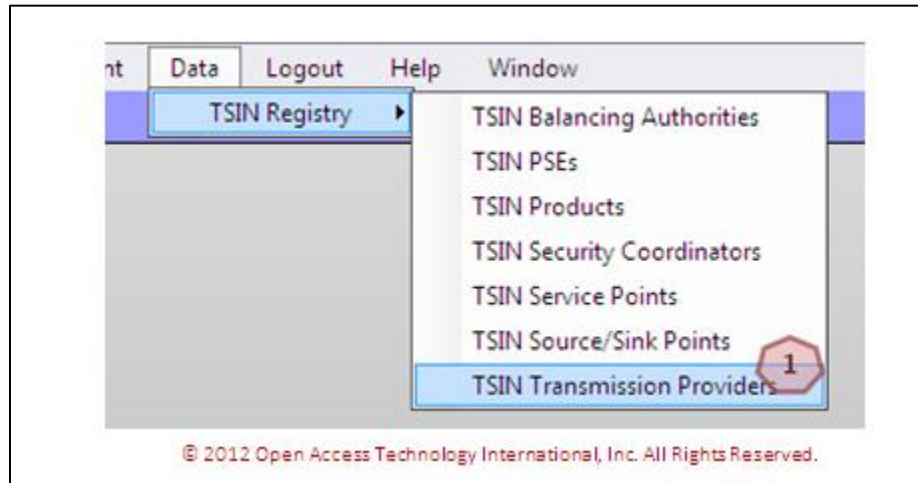 nt Data Logout Help Window
TSIN Registry
TSIN Balancing Authorities
TSIN PSEs
TSIN Products
TSIN Security Coordinators
TSIN Service Points
TSIN Source/Sink Points
1
TSIN Transmission Providers
© 2012 Open Access Technology International, Inc. All Rights Reserved.